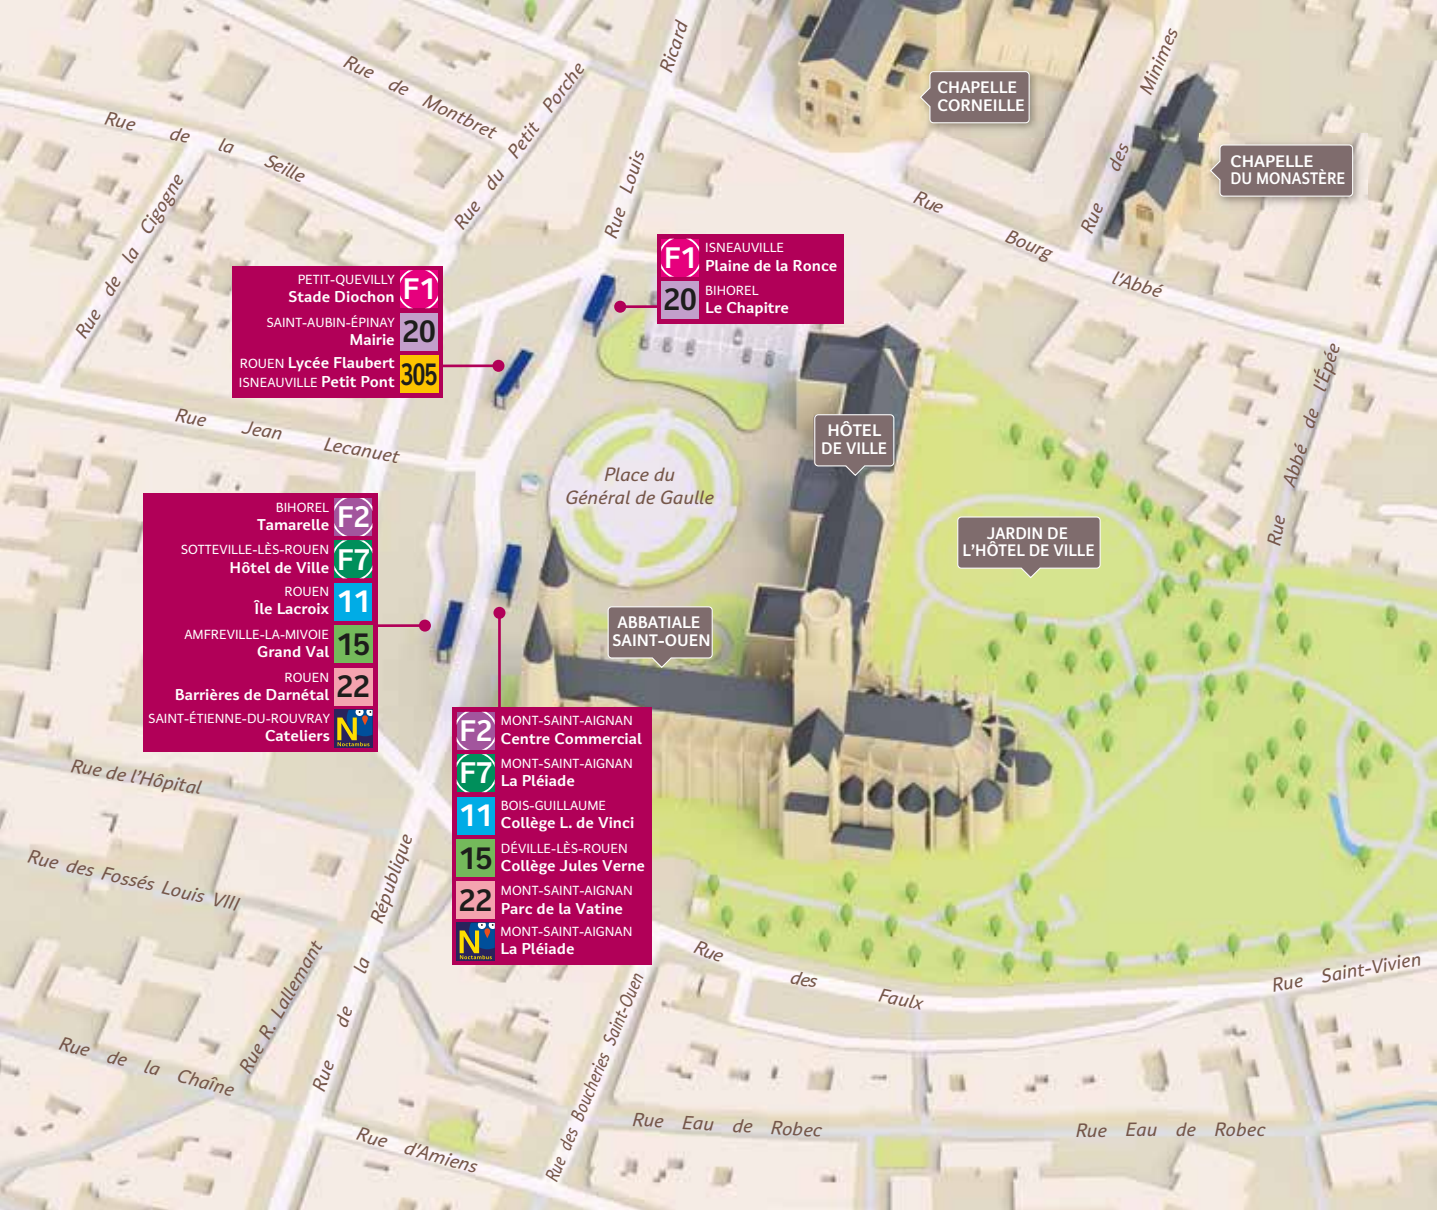 Rue de Montbret
Rue du Petit Porche
Rue Louis Ricard
CHAPELLE
CORNEILLE
Rue des Minimes
CHAPELLE
DU MONASTÈRE
Rue de la Seille
Rue de la Cigogne
Rue Bourg l'Abbé
F1 ISNEAUVILLE
Plaine de la Ronce
20 BIHOREL
Le Chapitre
PETIT-QUEVILLY F1
Stade Diochon
SAINT-AUBIN-ÉPINAY 20
Mairie
ROUEN Lycée Flaubert 305
ISNEAUVILLE Petit Pont
Rue Jean Lecanuet
HÔTEL
DE VILLE
Place du
Général de Gaulle
Rue Abbé de l'Épée
JARDIN DE
L'HÔTEL DE VILLE
BIHOREL F2
Tamarelle
SOTTEVILLE-LÈS-ROUEN F7
Hôtel de Ville
ROUEN 11
Île Lacroix
AMFREVILLE-LA-MIVOIE 15
Grand Val
ROUEN 22
Barrières de Darnétal
SAINT-ÉTIENNE-DU-ROUVRAY N
Cateliers Noctambus
ABBATIALE
SAINT-OUEN
F2 MONT-SAINT-AIGNAN
Centre Commercial
F7 MONT-SAINT-AIGNAN
La Pléiade
11 BOIS-GUILLAUME
Collège L. de Vinci
15 DÉVILLE-LÈS-ROUEN
Collège Jules Verne
22 MONT-SAINT-AIGNAN
Parc de la Vatine
N MONT-SAINT-AIGNAN
Noctambus La Pléiade
Rue de l'Hôpital
Rue des Fossés Louis VIII
Rue de la République
Rue R. Lallemant
Rue de la Chaîne
Rue d'Amiens
Rue des Boucheries Saint-Ouen
Rue des Faulx
Rue Saint-Vivien
Rue Eau de Robec
Rue Eau de Robec